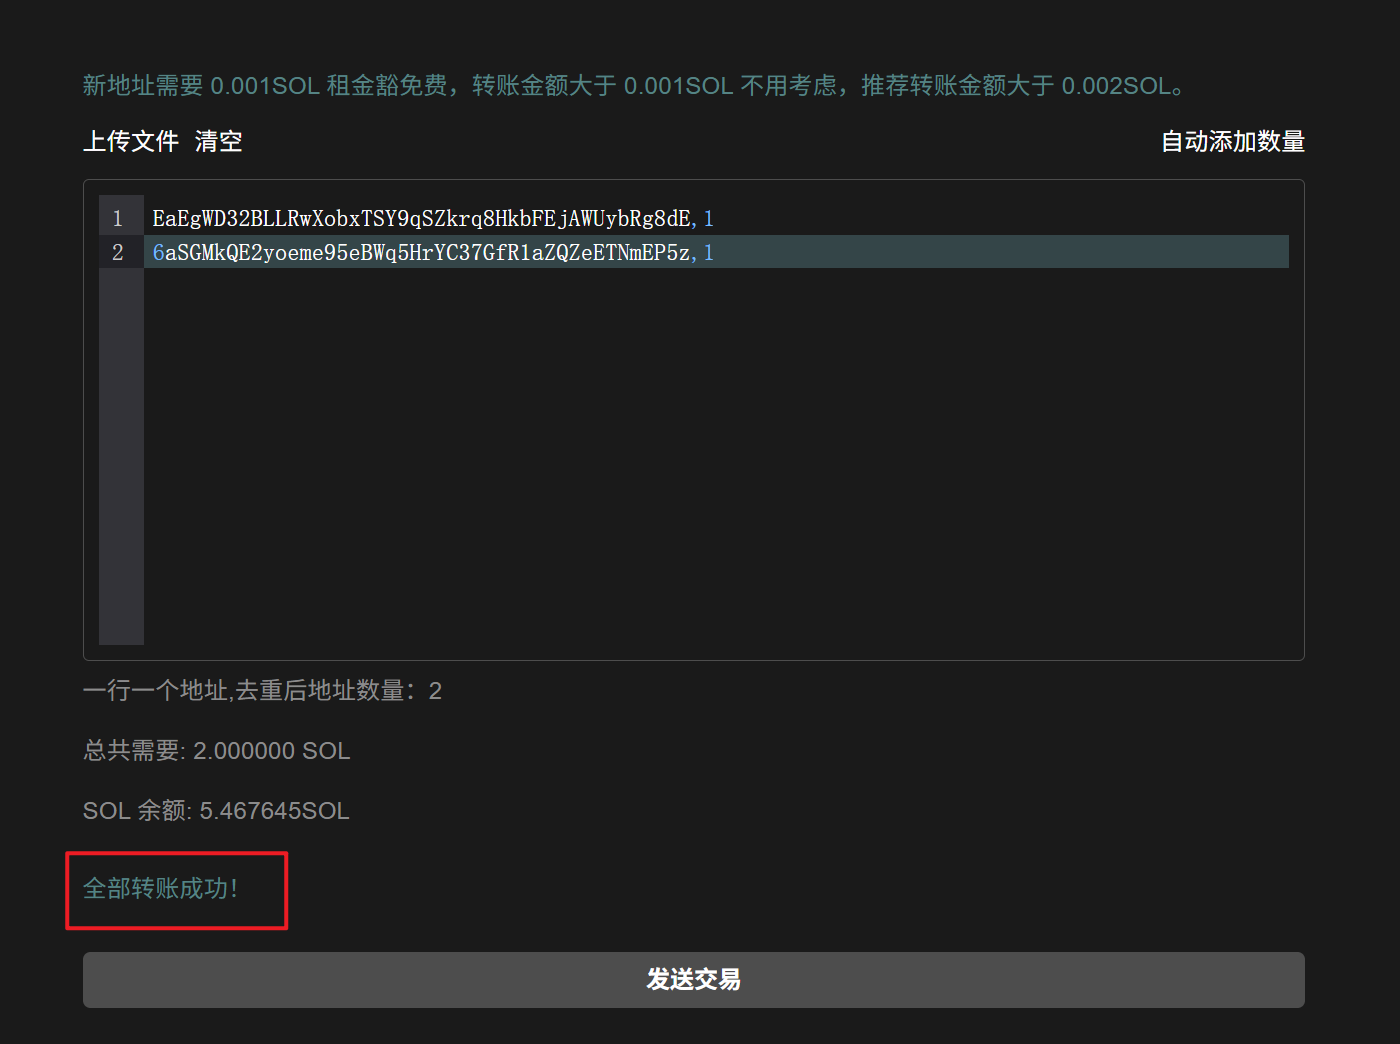 新地址需要 0.001SOL 租金豁免费，转账金额大于 0.001SOL 不用考虑，推荐转账金额大于 0.002SOL。
上传文件 清空 自动添加数量
1 EaEgWD32BLLRwXobxTSY9qSZkrq8HkbFEjAWUybRg8dE,1
2 6aSGMkQE2yoeme95eBWq5HrYC37GfR1aZQZeETNmEP5z,1
一行一个地址,去重后地址数量：2
总共需要: 2.000000 SOL
SOL 余额: 5.467645SOL
全部转账成功！
发送交易